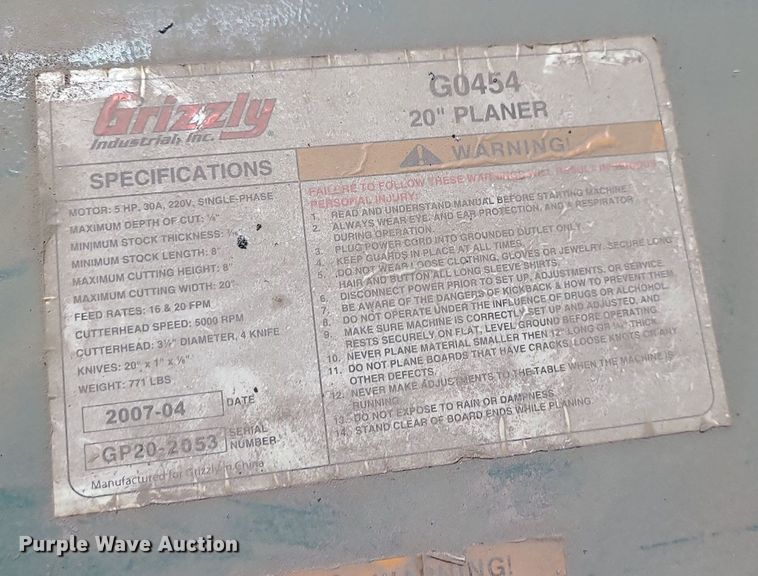 Grizzly
Industrial, Inc. ®
SPECIFICATIONS
MOTOR: 5 HP, 30A, 220V, SINGLE-PHASE
MAXIMUM DEPTH OF CUT: ⅛"
MINIMUM STOCK THICKNESS: 3/16"
MINIMUM STOCK LENGTH: 8"
MAXIMUM CUTTING HEIGHT: 8"
MAXIMUM CUTTING WIDTH: 20"
FEED RATES: 16 & 20 FPM
CUTTERHEAD SPEED: 5000 RPM
CUTTERHEAD: 3⅛" DIAMETER, 4 KNIFE
KNIVES: 20" x 1" x ⅛"
WEIGHT: 771 LBS
2007-04 DATE
GP20-2053 SERIAL NUMBER
Manufactured for Grizzly in China
G0454
20" PLANER
WARNING!
FAILURE TO FOLLOW THESE WARNINGS WILL RESULT IN SERIOUS
PERSONAL INJURY:
1. READ AND UNDERSTAND MANUAL BEFORE STARTING MACHINE.
2. ALWAYS WEAR EYE, AND EAR PROTECTION, AND A RESPIRATOR
DURING OPERATION.
3. PLUG POWER CORD INTO GROUNDED OUTLET ONLY.
4. KEEP GUARDS IN PLACE AT ALL TIMES.
5. DO NOT WEAR LOOSE CLOTHING, GLOVES OR JEWELRY. SECURE LONG
HAIR AND BUTTON ALL LONG SLEEVE SHIRTS.
6. DISCONNECT POWER PRIOR TO SET UP, ADJUSTMENTS, OR SERVICE.
7. BE AWARE OF THE DANGERS OF KICKBACK & HOW TO PREVENT THEM.
8. DO NOT OPERATE UNDER THE INFLUENCE OF DRUGS OR ALCHOHOL.
9. MAKE SURE MACHINE IS CORRECTLY SET UP AND ADJUSTED, AND
RESTS SECURELY ON FLAT, LEVEL GROUND BEFORE OPERATING.
10. NEVER PLANE MATERIAL SMALLER THEN 12" LONG OR ¾" THICK.
11. DO NOT PLANE BOARDS THAT HAVE CRACKS, LOOSE KNOTS OR ANY
OTHER DEFECTS.
12. NEVER MAKE ADJUSTMENTS TO THE TABLE WHEN THE MACHINE IS
RUNNING.
13. DO NOT EXPOSE TO RAIN OR DAMPNESS.
14. STAND CLEAR OF BOARD ENDS WHILE PLANING.
WARNING!
Purple Wave Auction